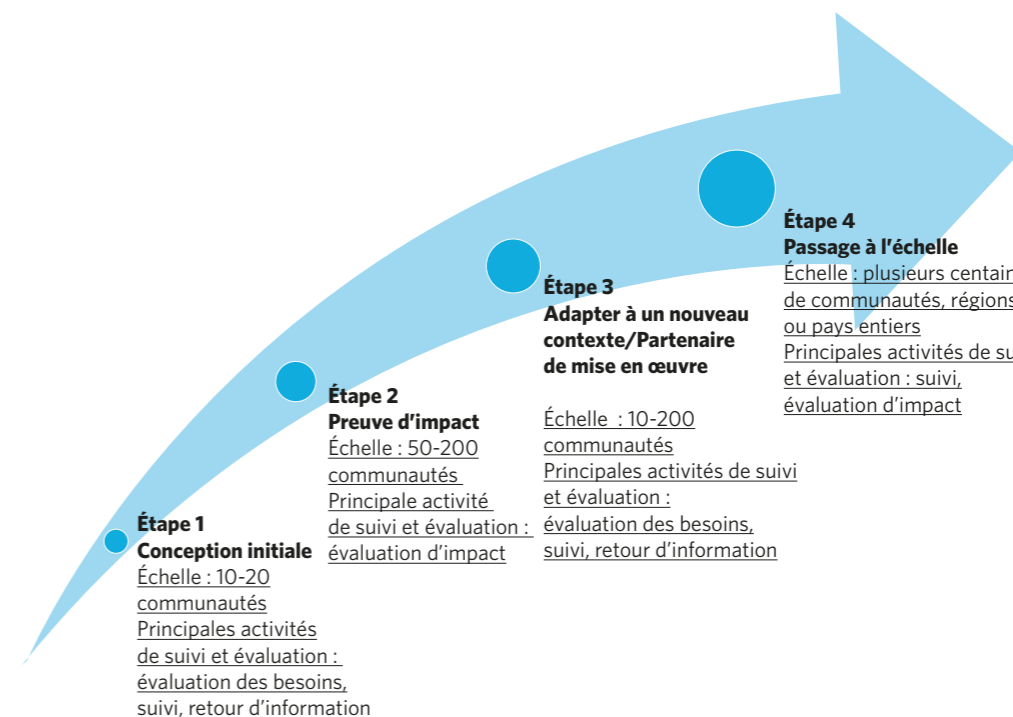 Étape 1
Conception initiale
Échelle : 10-20
communautés
Principales activités
de suivi et évaluation :
évaluation des besoins,
suivi, retour d’information
Étape 2
Preuve d’impact
Échelle : 50-200
communautés
Principale activité
de suivi et évaluation :
évaluation d’impact
Étape 3
Adapter à un nouveau
contexte/Partenaire
de mise en œuvre
Échelle : 10-200
communautés
Principales activités de suivi
et évaluation :
évaluation des besoins,
suivi, retour d’information
Étape 4
Passage à l’échelle
Échelle : plusieurs centain
de communautés, régions
ou pays entiers
Principales activités de su
et évaluation : suivi,
évaluation d’impact